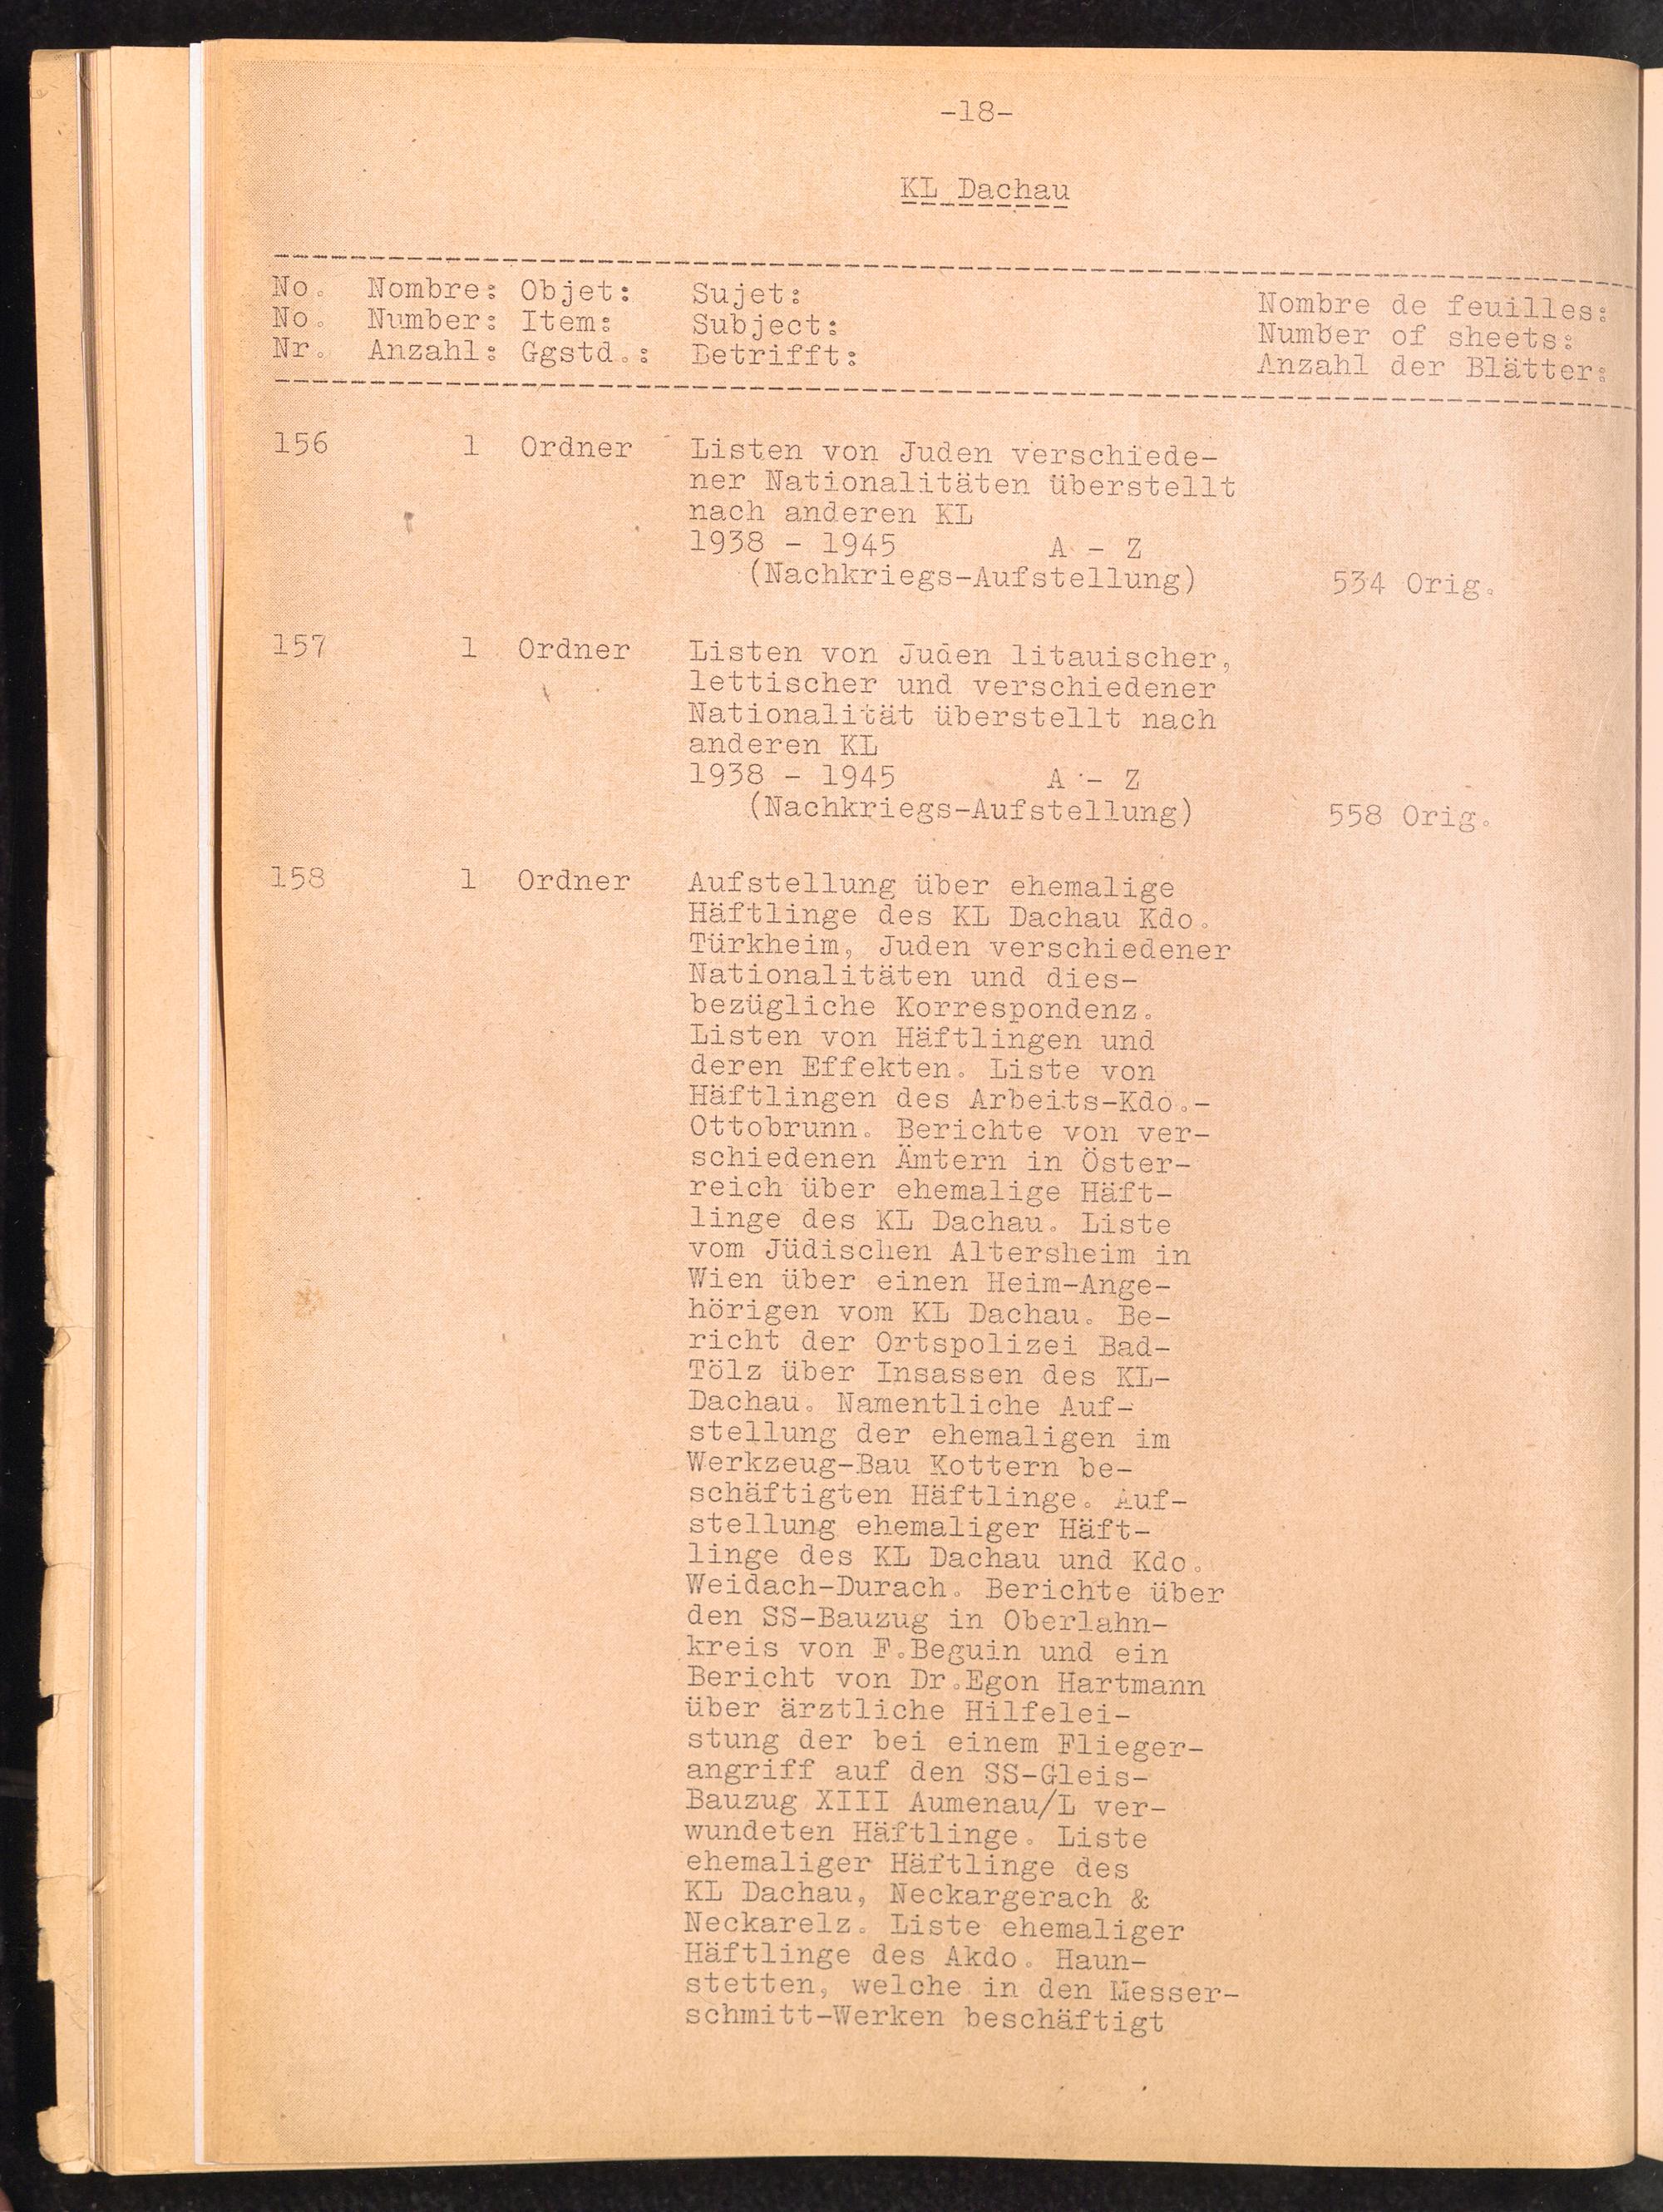 -18-
KL Dachau
No. Nombre: Objet: Sujet: Nombre de feuilles:
No. Number: Item: Subject: Number of sheets:
Nr. Anzahl: Ggstd.: Betrifft: Anzahl der Blätter:
156 1 Ordner Listen von Juden verschiede-
ner Nationalitäten überstellt
nach anderen KL
1938 - 1945 A - Z
(Nachkriegs-Aufstellung) 534 Orig.
157 1 Ordner Listen von Juden litauischer,
lettischer und verschiedener
Nationalität überstellt nach
anderen KL
1938 - 1945 A - Z
(Nachkriegs-Aufstellung) 558 Orig.
158 1 Ordner Aufstellung über ehemalige
Häftlinge des KL Dachau Kdo.
Türkheim, Juden verschiedener
Nationalitäten und dies-
bezügliche Korrespondenz.
Listen von Häftlingen und
deren Effekten. Liste von
Häftlingen des Arbeits-Kdo.-
Ottobrunn. Berichte von ver-
schiedenen Ämtern in Öster-
reich über ehemalige Häft-
linge des KL Dachau. Liste
vom Jüdischen Altersheim in
Wien über einen Heim-Ange-
hörigen vom KL Dachau. Be-
richt der Ortspolizei Bad-
Tölz über Insassen des KL-
Dachau. Namentliche Auf-
stellung der ehemaligen im
Werkzeug-Bau Kottern be-
schäftigten Häftlinge. Auf-
stellung ehemaliger Häft-
linge des KL Dachau und Kdo.
Weidach-Durach. Berichte über
den SS-Bauzug in Oberlahn-
kreis von F.Beguin und ein
Bericht von Dr.Egon Hartmann
über ärztliche Hilfelei-
stung der bei einem Flieger-
angriff auf den SS-Gleis-
Bauzug XIII Aumenau/L ver-
wundeten Häftlinge. Liste
ehemaliger Häftlinge des
KL Dachau, Neckargerach &
Neckarelz. Liste ehemaliger
Häftlinge des Akdo. Haun-
stetten, welche in den Messer-
schmitt-Werken beschäftigt